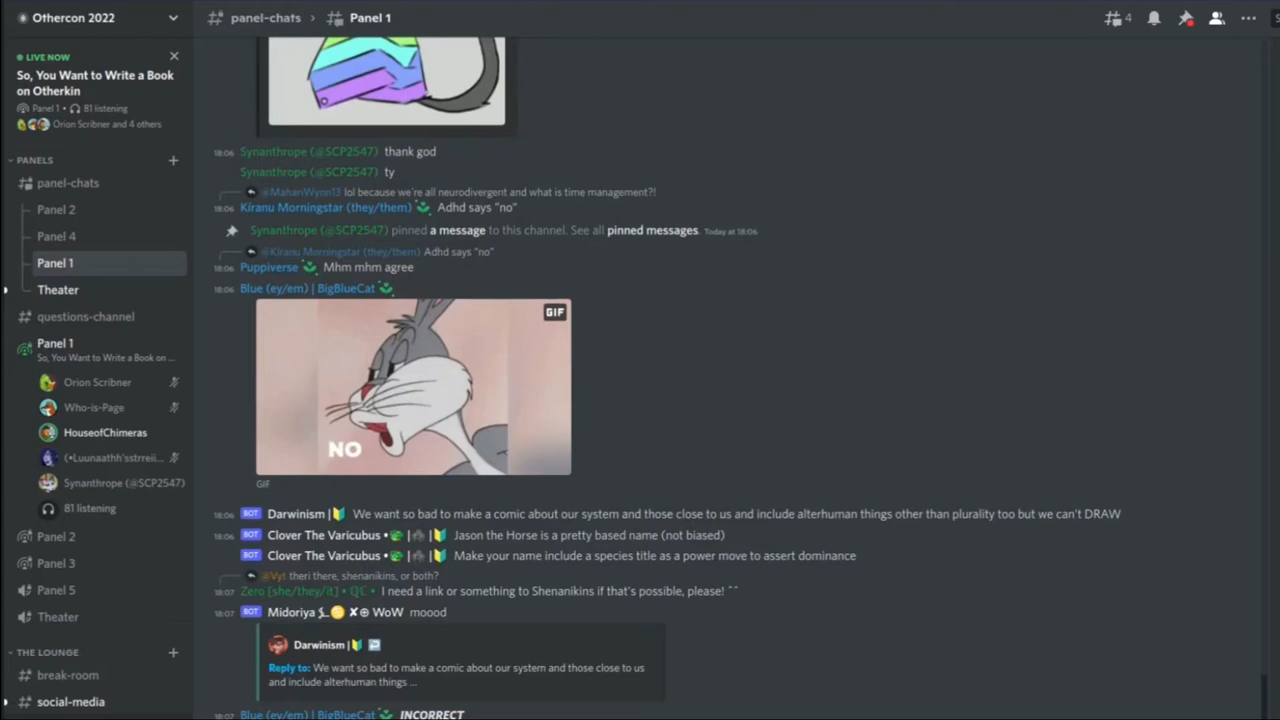 Othercon 2022
LIVE NOW
So, You Want to Write a Book
on Otherkin
Panel 1 • 81 listening
Orion Scribner and 4 others
PANELS
panel-chats
Panel 2
Panel 4
Panel 1
Theater
questions-channel
Panel 1
So, You Want to Write a Book on ...
Orion Scribner
Who-is-Page
HouseofChimeras
(•Luunaathh'sstrreii...
Synanthrope (@SCP2547)
81 listening
Panel 2
Panel 3
Panel 5
Theater
THE LOUNGE
break-room
social-media
panel-chats › Panel 1
4
18:06 Synanthrope (@SCP2547) thank god
Synanthrope (@SCP2547) ty
@MahanWynn13 lol because we're all neurodivergent and what is time management?!
18:06 Kiranu Morningstar (they/them) Adhd says "no"
Synanthrope (@SCP2547) pinned a message to this channel. See all pinned messages. Today at 18:06
@Kiranu Morningstar (they/them) Adhd says "no"
18:06 Puppiverse Mhm mhm agree
18:06 Blue (ey/em) | BigBlueCat
GIF
NO
GIF
18:06 BOT Darwinism | We want so bad to make a comic about our system and those close to us and include alterhuman things other than plurality too but we can't DRAW
18:06 BOT Clover The Varicubus • | | Jason the Horse is a pretty based name (not biased)
BOT Clover The Varicubus • | | Make your name include a species title as a power move to assert dominance
@Vyt theri there, shenanikins, or both?
18:07 Zero [she/they/it] • • I need a link or something to Shenanikins if that's possible, please! ^^
18:07 BOT Midoriya WoW moood
Darwinism |
Reply to: We want so bad to make a comic about our system and those close to us
and include alterhuman things ...
18:07 Blue (ey/em) | BigBlueCat INCORRECT